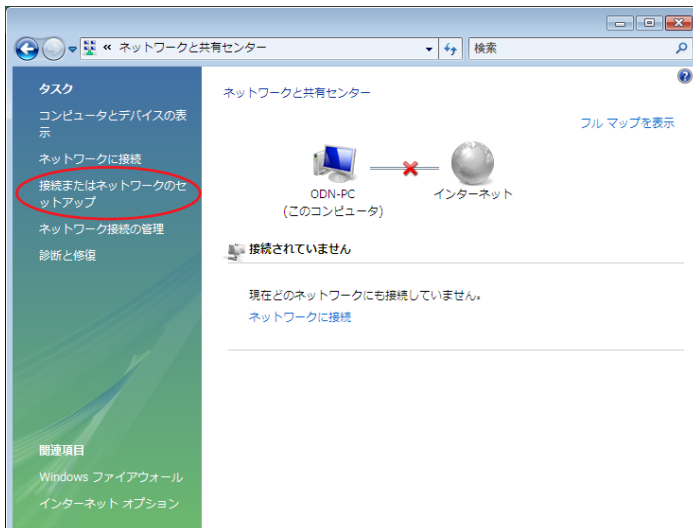 « ネットワークと共有センター
検索
タスク
コンピュータとデバイスの表
示
ネットワークに接続
接続またはネットワークのセ
ットアップ
ネットワーク接続の管理
診断と修復
関連項目
Windows ファイアウォール
インターネット オプション
ネットワークと共有センター
フル マップを表示
ODN-PC
(このコンピュータ)
インターネット
接続されていません
現在どのネットワークにも接続していません。
ネットワークに接続